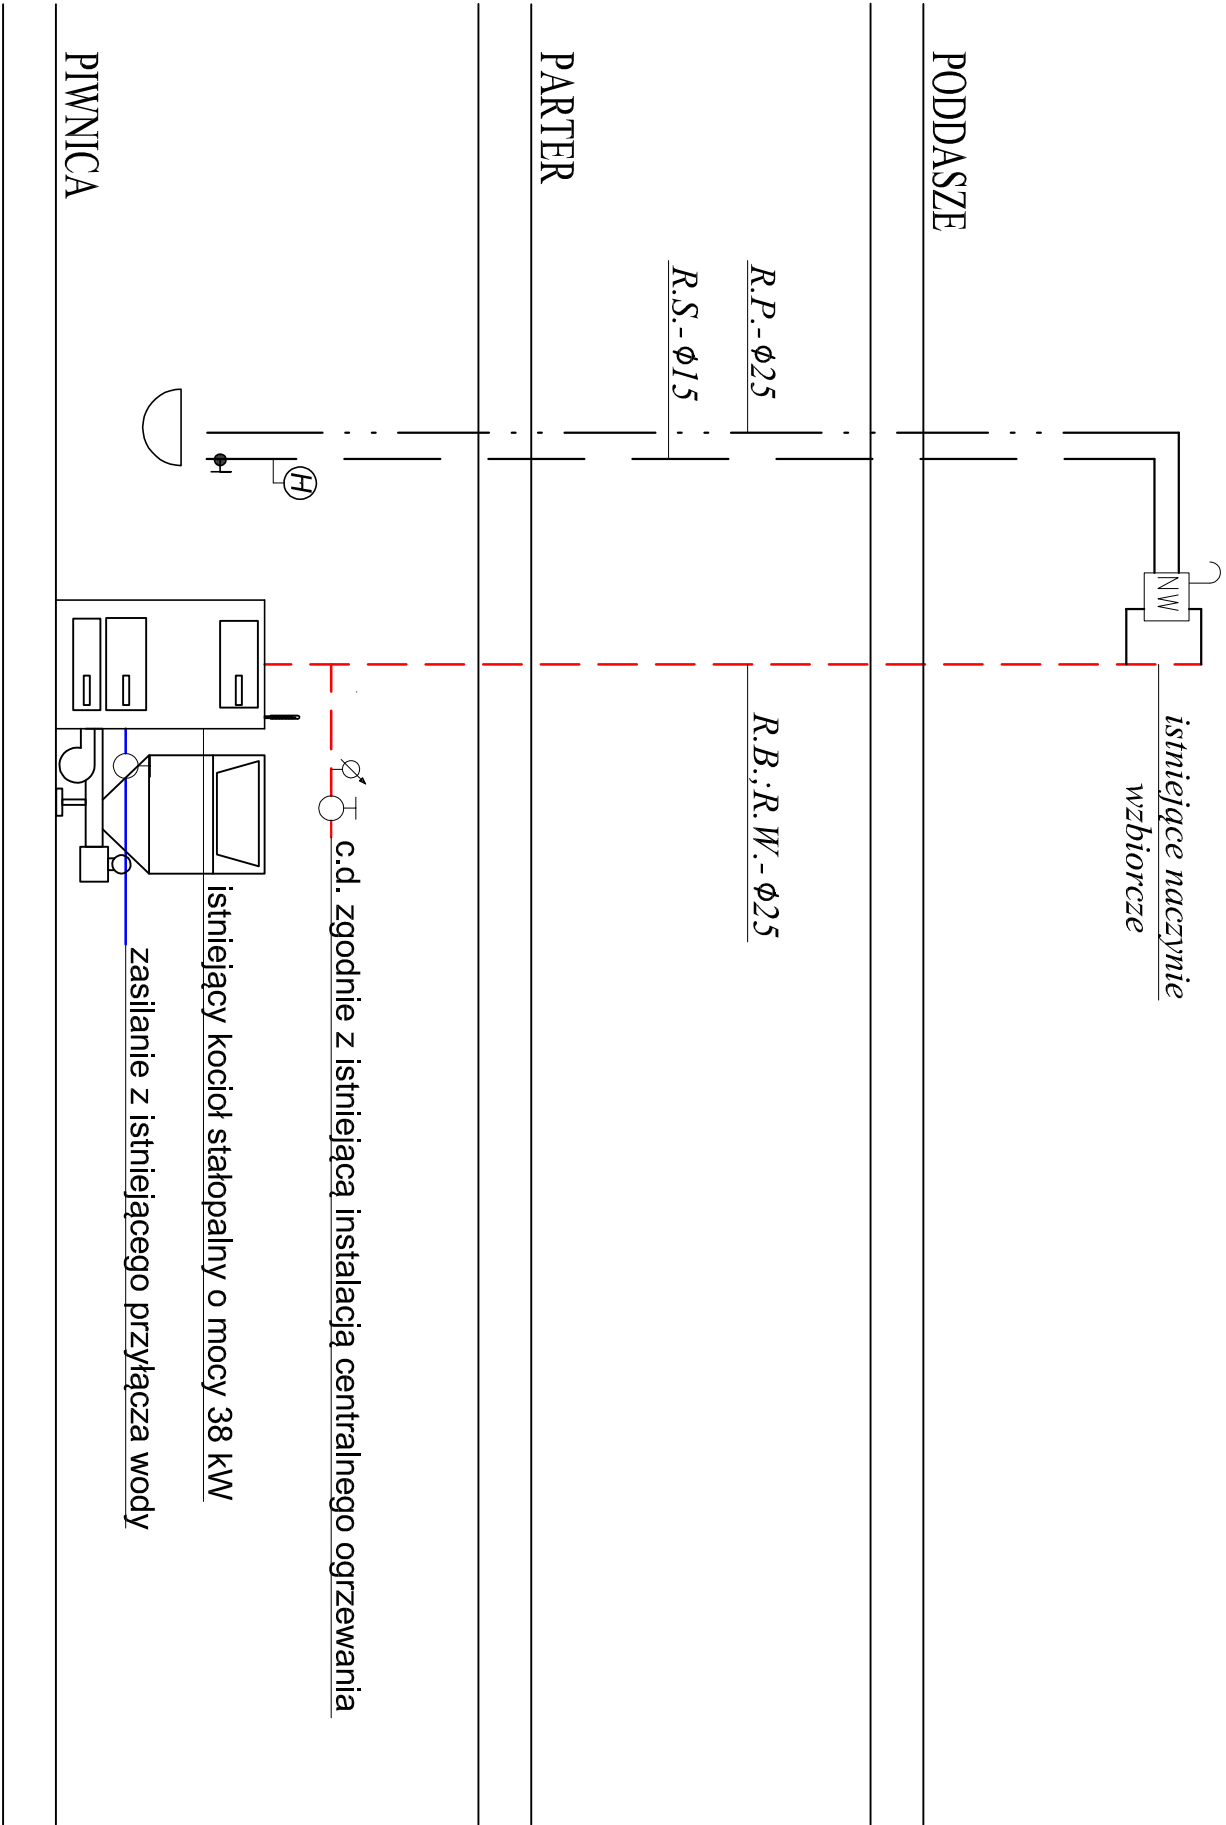 istniejące naczynie
wzbiorcze
NW
PODDASZE
R.P.-ϕ25
R.S.-ϕ15
R.B.;R.W.-ϕ25
PARTER
H
c.d. zgodnie z istniejącą instalacją centralnego ogrzewania
istniejący kocioł stałopalny o mocy 38 kW
zasilanie z istniejącego przyłącza wody
PIWNICA